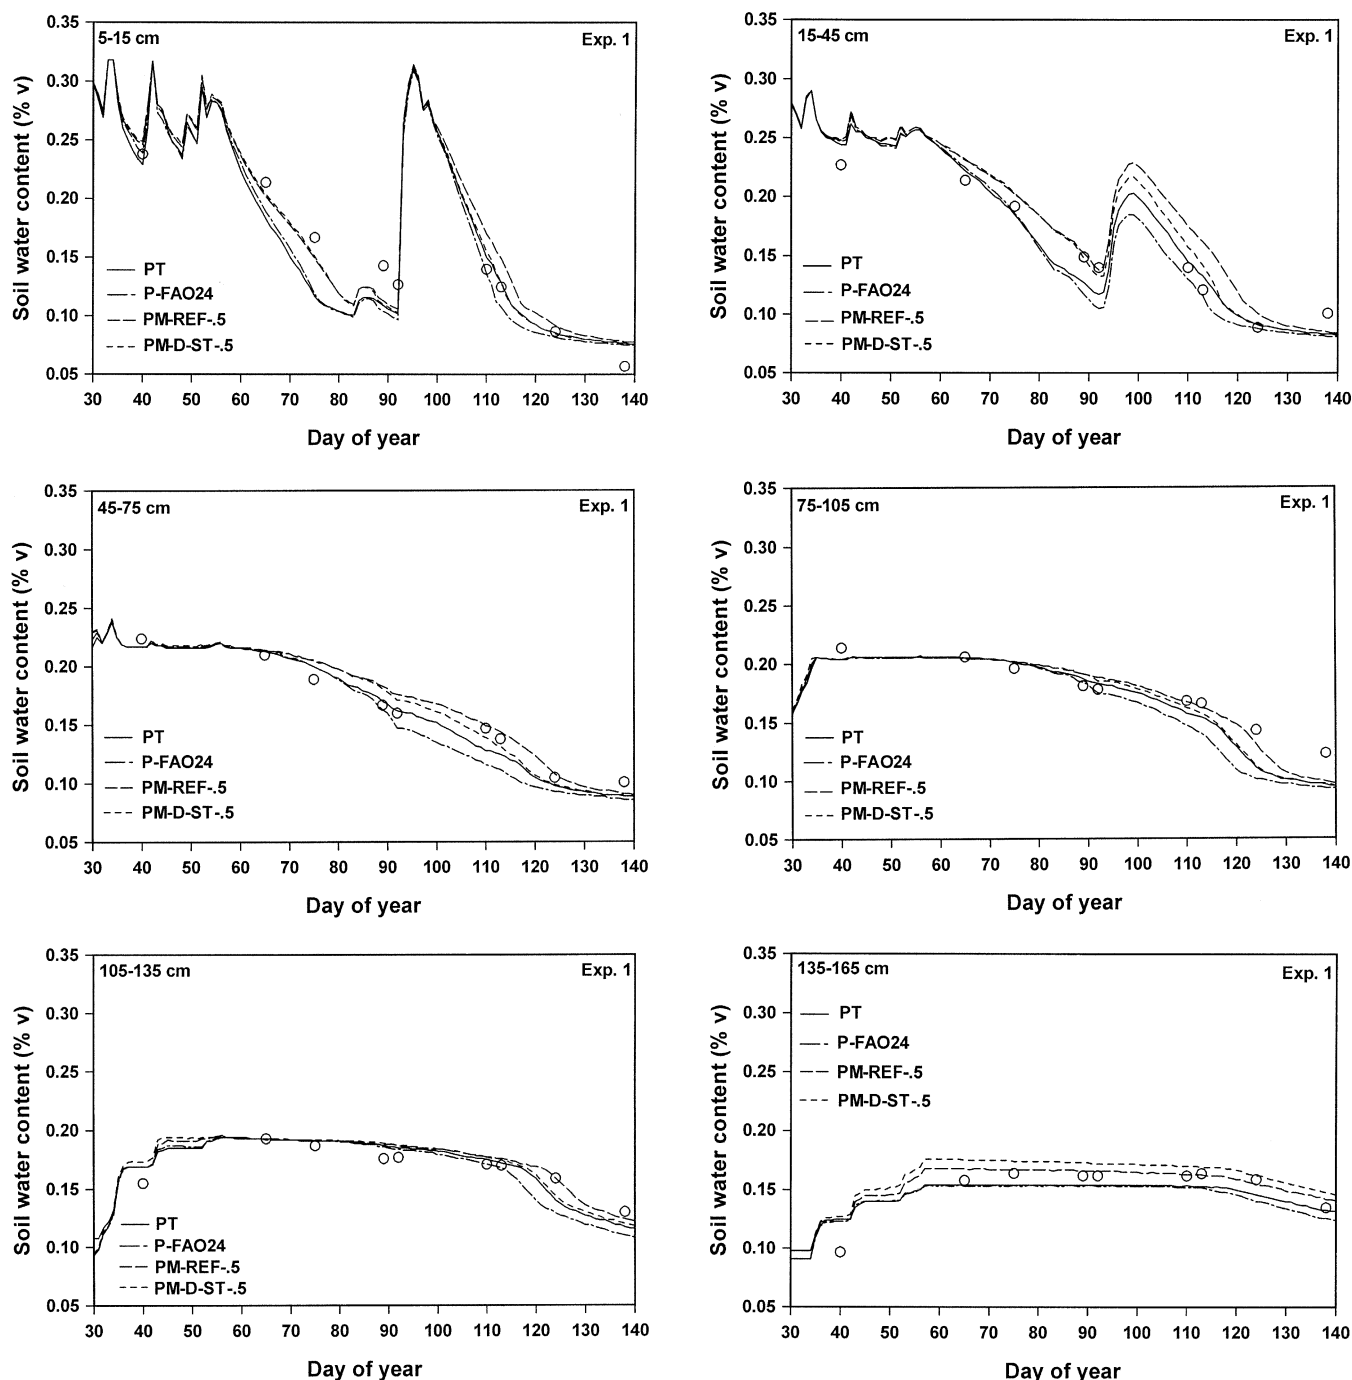 5-15 cm Exp. 1
0.35
0.30
0.25
0.20
0.15
0.10
0.05
Soil water content (% v)
PT
P-FAO24
PM-REF-.5
PM-D-ST-.5
30 40 50 60 70 80 90 100 110 120 130 140
Day of year
15-45 cm Exp. 1
0.35
0.30
0.25
0.20
0.15
0.10
0.05
Soil water content (% v)
PT
P-FAO24
PM-REF-.5
PM-D-ST-.5
30 40 50 60 70 80 90 100 110 120 130 140
Day of year
45-75 cm Exp. 1
0.35
0.30
0.25
0.20
0.15
0.10
0.05
Soil water content (% v)
PT
P-FAO24
PM-REF-.5
PM-D-ST-.5
30 40 50 60 70 80 90 100 110 120 130 140
Day of year
75-105 cm Exp. 1
0.35
0.30
0.25
0.20
0.15
0.10
0.05
Soil water content (% v)
PT
P-FAO24
PM-REF-.5
PM-D-ST-.5
30 40 50 60 70 80 90 100 110 120 130 140
Day of year
105-135 cm Exp. 1
0.35
0.30
0.25
0.20
0.15
0.10
0.05
Soil water content (% v)
PT
P-FAO24
PM-REF-.5
PM-D-ST-.5
30 40 50 60 70 80 90 100 110 120 130 140
Day of year
135-165 cm Exp. 1
0.35
0.30
0.25
0.20
0.15
0.10
0.05
Soil water content (% v)
PT
P-FAO24
PM-REF-.5
PM-D-ST-.5
30 40 50 60 70 80 90 100 110 120 130 140
Day of year